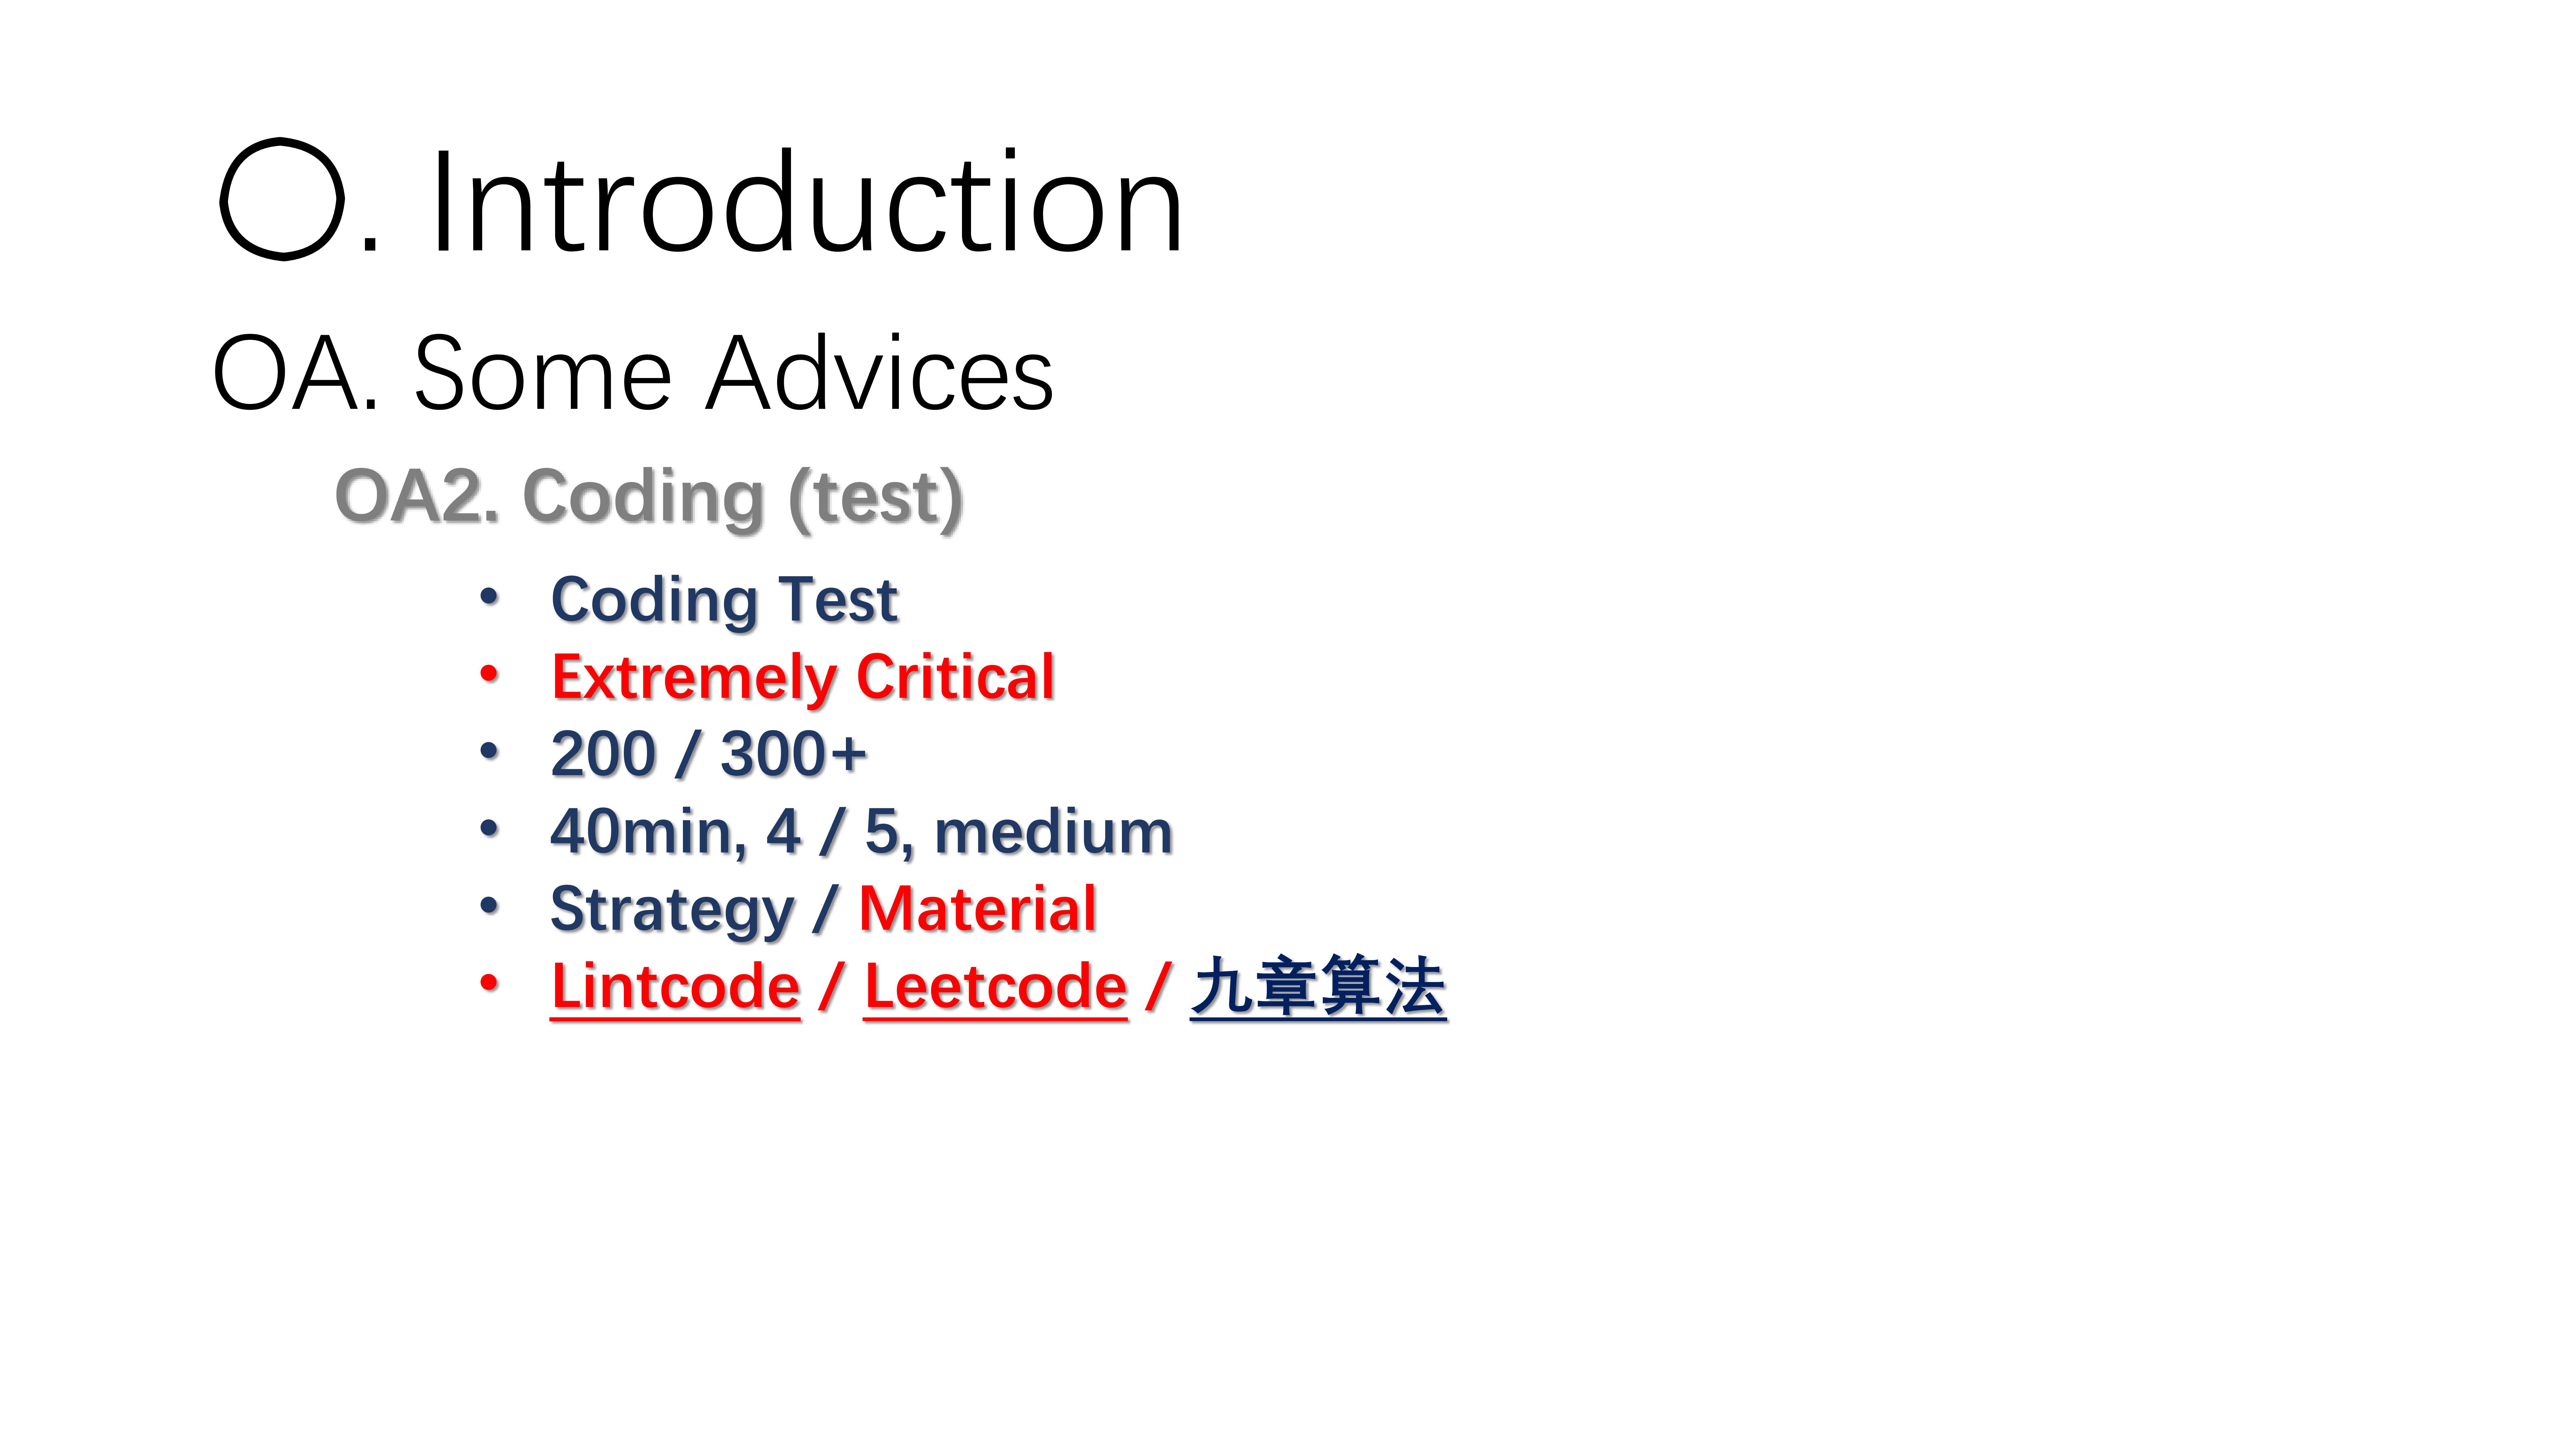 〇. Introduction
OA. Some Advices
OA2. Coding (test)
• Coding Test
• Extremely Critical
• 200 / 300+
• 40min, 4 / 5, medium
• Strategy / Material
• Lintcode / Leetcode / 九章算法